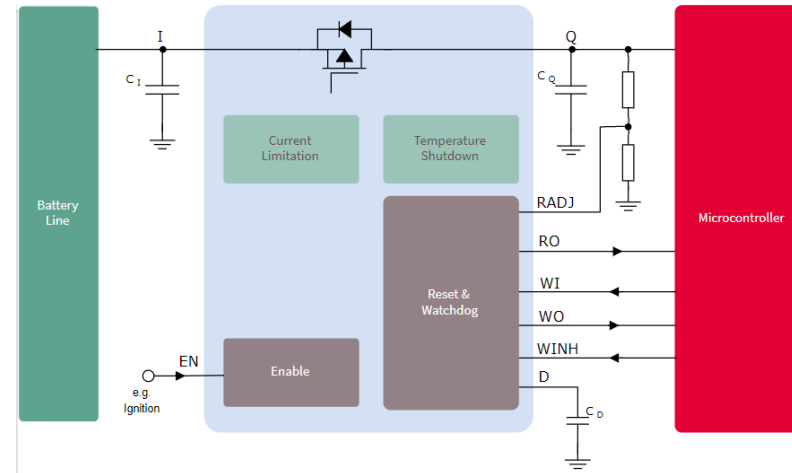 I
Q
C I
C Q
Current
Limitation
Temperature
Shutdown
Battery
Line
RADJ
Microcontroller
RO
WI
Reset &
Watchdog
WO
WINH
EN
Enable
D
e.g.
Ignition
C D